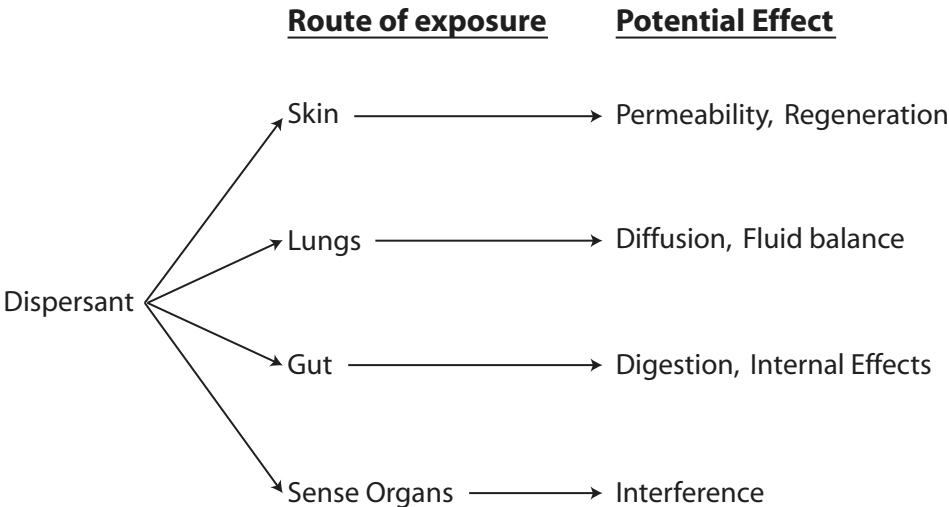 Route of exposure Potential Effect
Skin Permeability, Regeneration
Lungs Diffusion, Fluid balance
Dispersant
Gut Digestion, Internal Effects
Sense Organs Interference